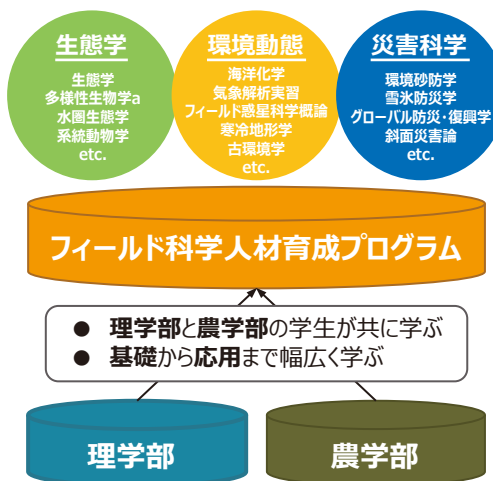 生態学
生態学
多様性生物学a
水圏生態学
系統動物学
etc.
環境動態
海洋化学
気象解析実習
フィールド惑星科学概論
寒冷地形学
古環境学
etc.
災害科学
環境砂防学
雪氷防災学
グローバル防災・復興学
斜面災害論
etc.
フィールド科学人材育成プログラム
● 理学部と農学部の学生が共に学ぶ
● 基礎から応用まで幅広く学ぶ
理学部
農学部